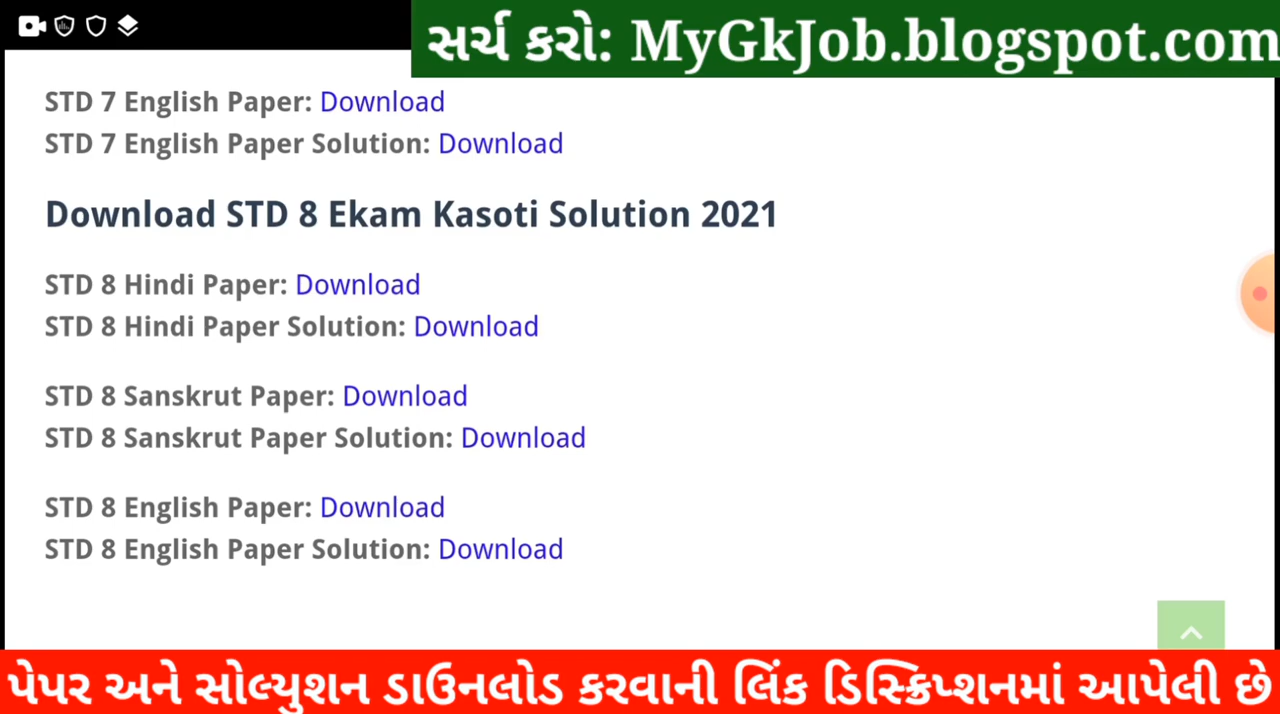 સર્ચ કરો: MyGkJob.blogspot.com
STD 7 English Paper: Download
STD 7 English Paper Solution: Download
Download STD 8 Ekam Kasoti Solution 2021
STD 8 Hindi Paper: Download
STD 8 Hindi Paper Solution: Download
STD 8 Sanskrut Paper: Download
STD 8 Sanskrut Paper Solution: Download
STD 8 English Paper: Download
STD 8 English Paper Solution: Download
પેપર અને સોલ્યુશન ડાઉનલોડ કરવાની લિંક ડિસ્ક્રિપ્શનમાં આપેલી છે